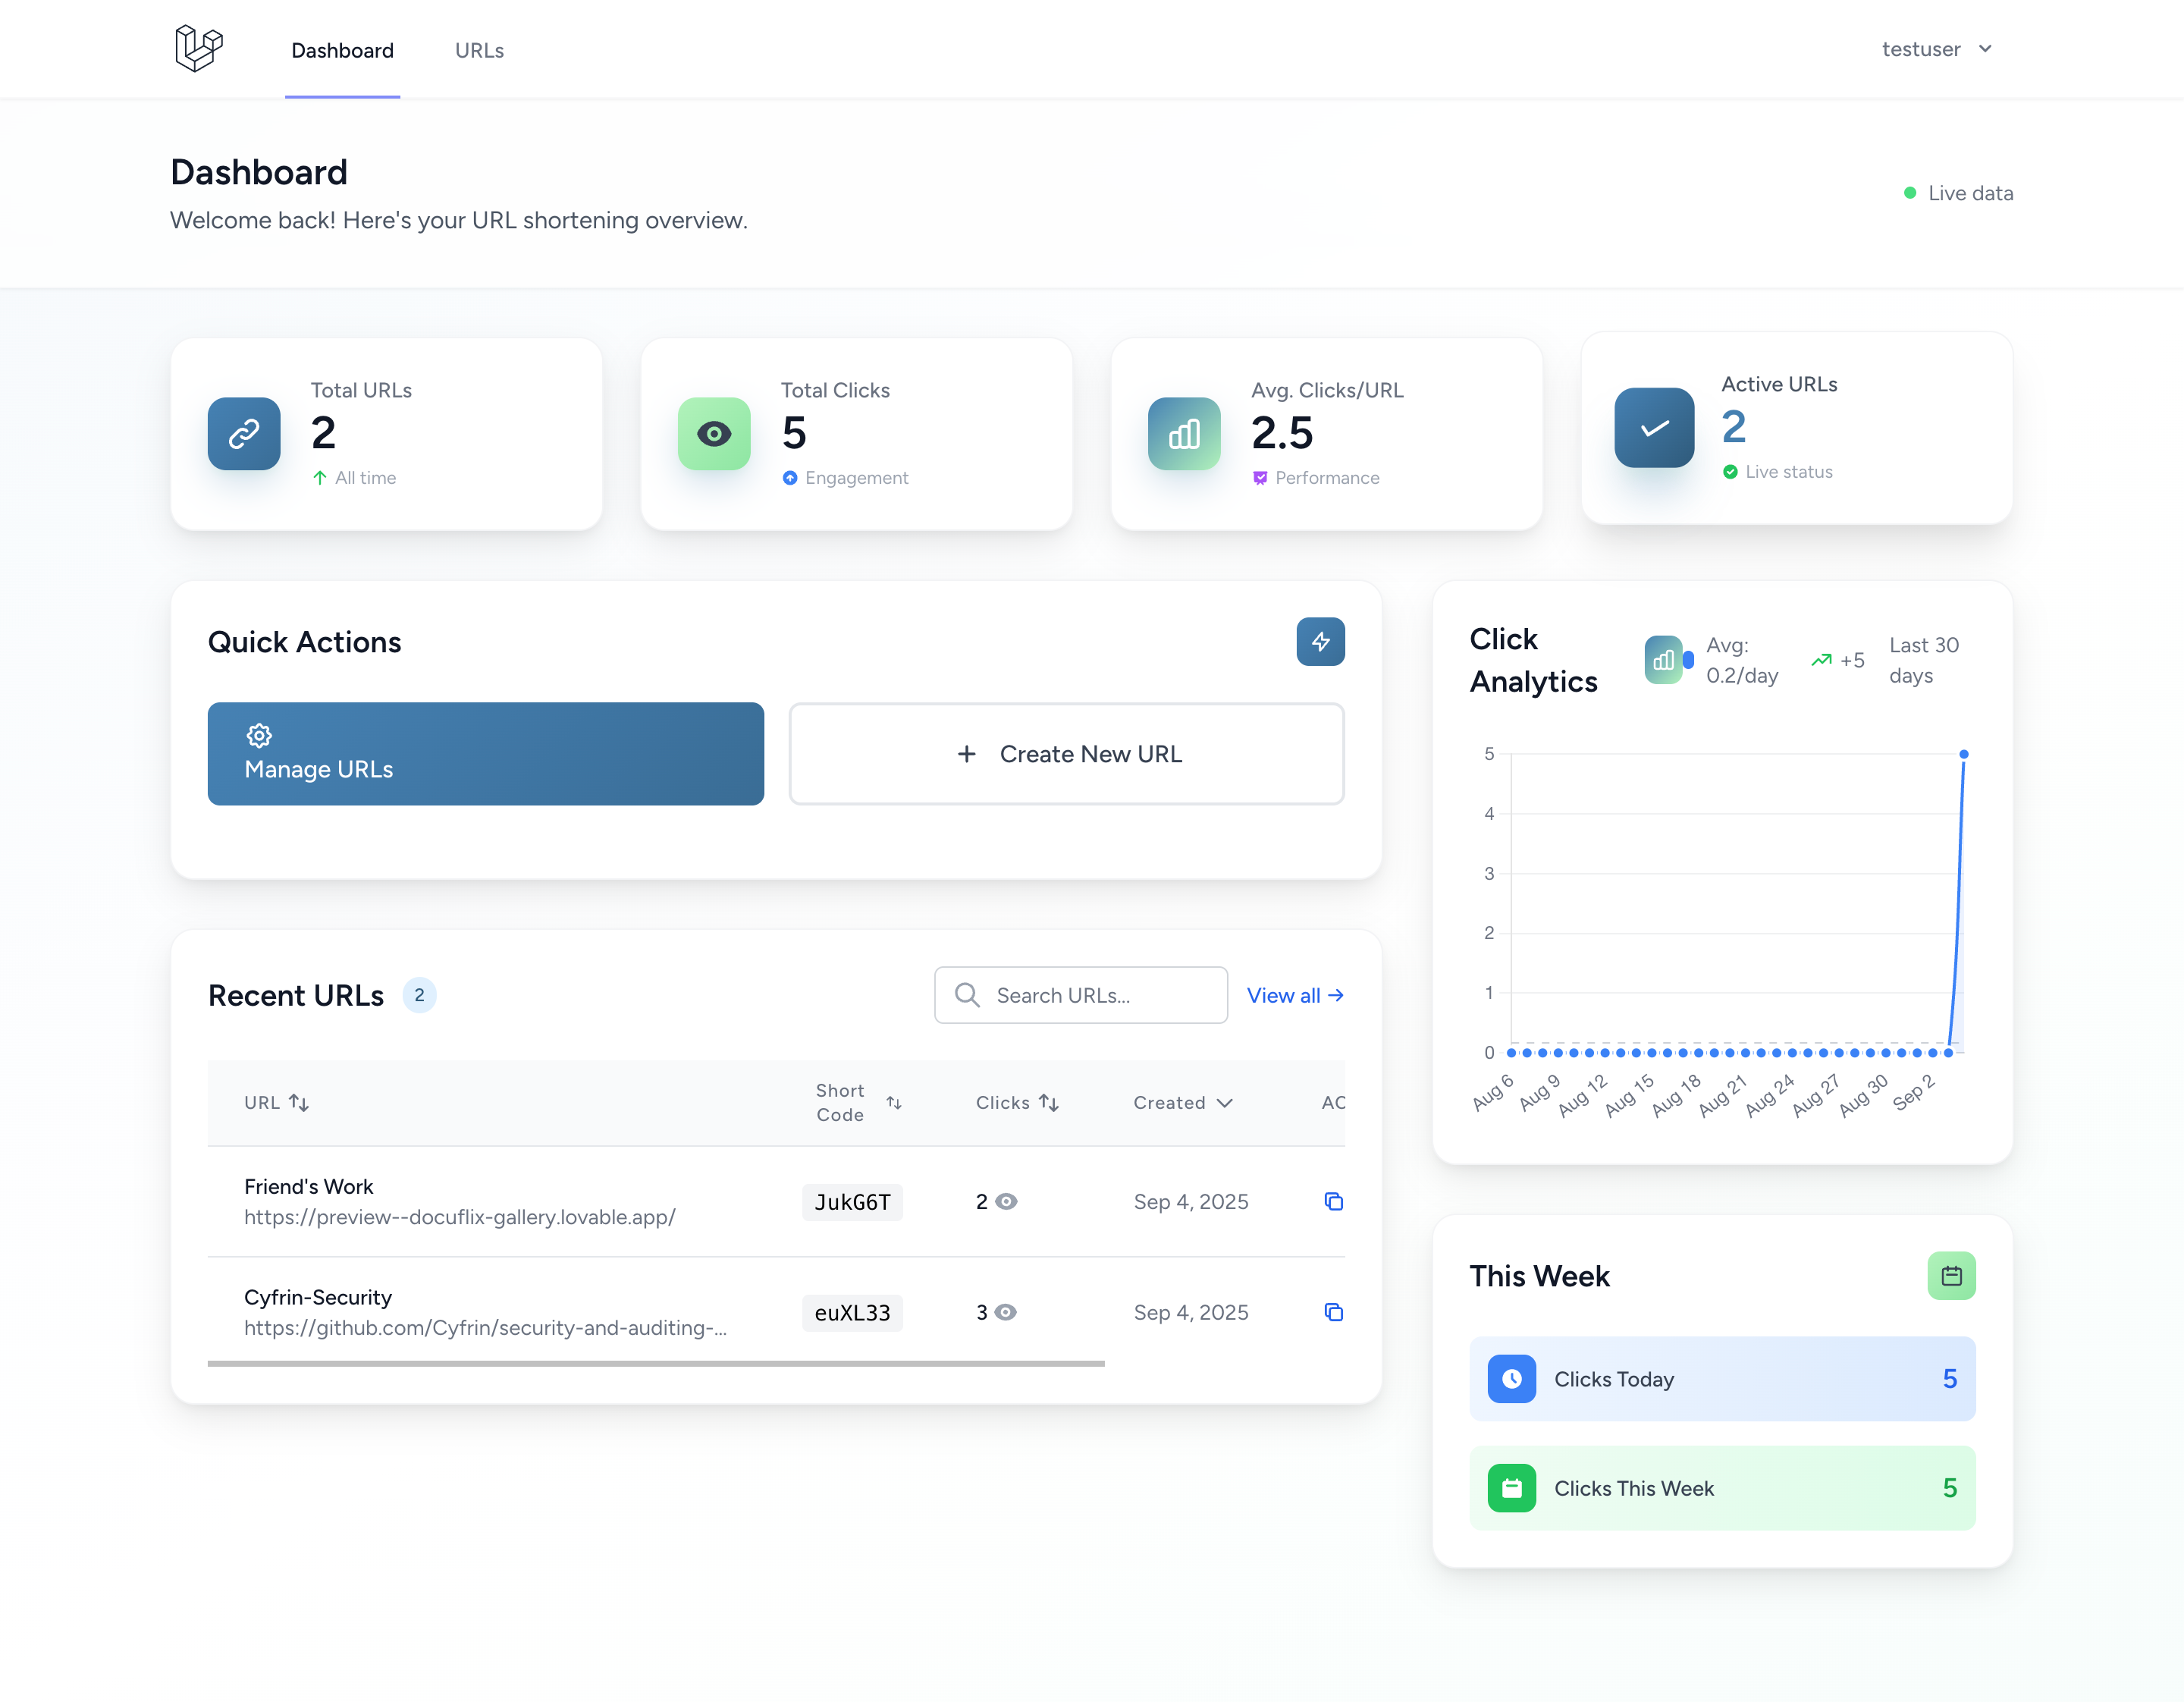 Dashboard
URLs
testuser
Dashboard
Welcome back! Here's your URL shortening overview.
Live data
Total URLs
2
All time
Total Clicks
5
Engagement
Avg. Clicks/URL
2.5
Performance
Active URLs
2
Live status
Quick Actions
Manage URLs
Create New URL
Click
Analytics
Avg:
0.2/day
+5
Last 30
days
5
4
3
2
1
0
Aug 6
Aug 9
Aug 12
Aug 15
Aug 18
Aug 21
Aug 24
Aug 27
Aug 30
Sep 2
Recent URLs 2
Search URLs...
View all →
URL
Short
Code
Clicks
Created
AC
Friend's Work
https://preview--docuflix-gallery.lovable.app/
JukG6T
2
Sep 4, 2025
Cyfrin-Security
https://github.com/Cyfrin/security-and-auditing-...
euXL33
3
Sep 4, 2025
This Week
Clicks Today
5
Clicks This Week
5